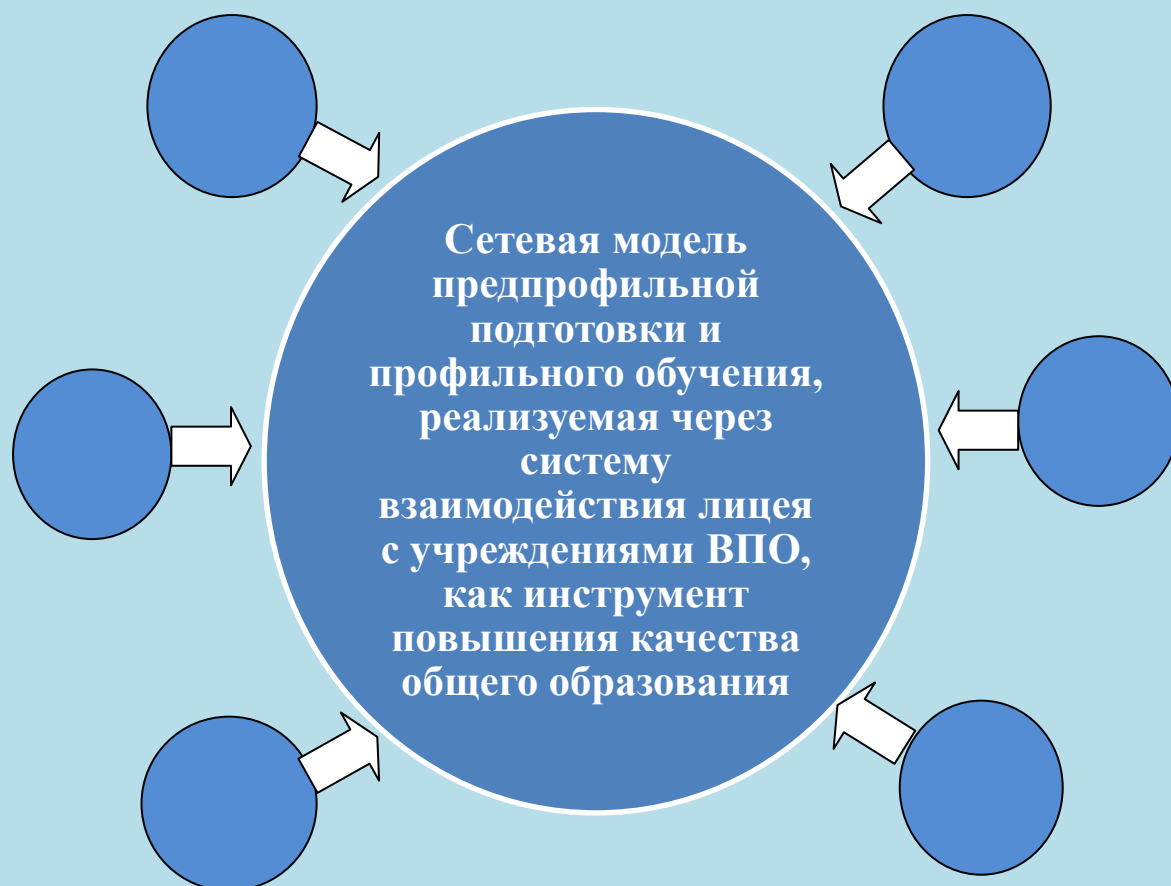 Сетевая модель
предпрофильной
подготовки и
профильного обучения,
реализуемая через
систему
взаимодействия лицея
с учреждениями ВПО,
как инструмент
повышения качества
общего образования